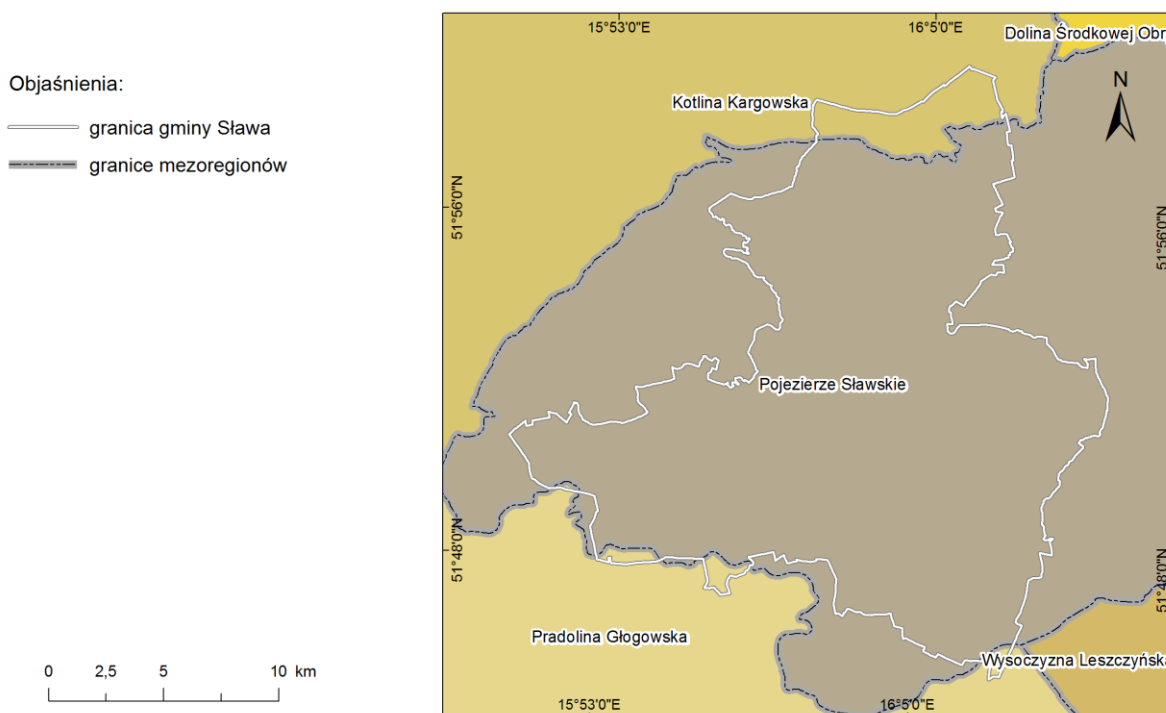 Objaśnienia:
granica gminy Sława
granice mezoregionów
0 2,5 5 10 km
15°53'0"E
16°5'0"E
Dolina Środkowej Obr
Kotlina Kargowska
N
51°56'0"N
51°56'0"N
Pojezierze Sławskie
51°48'0"N
51°48'0"N
Pradolina Głogowska
Wysoczyzna Leszczyńska
15°53'0"E
16°5'0"E